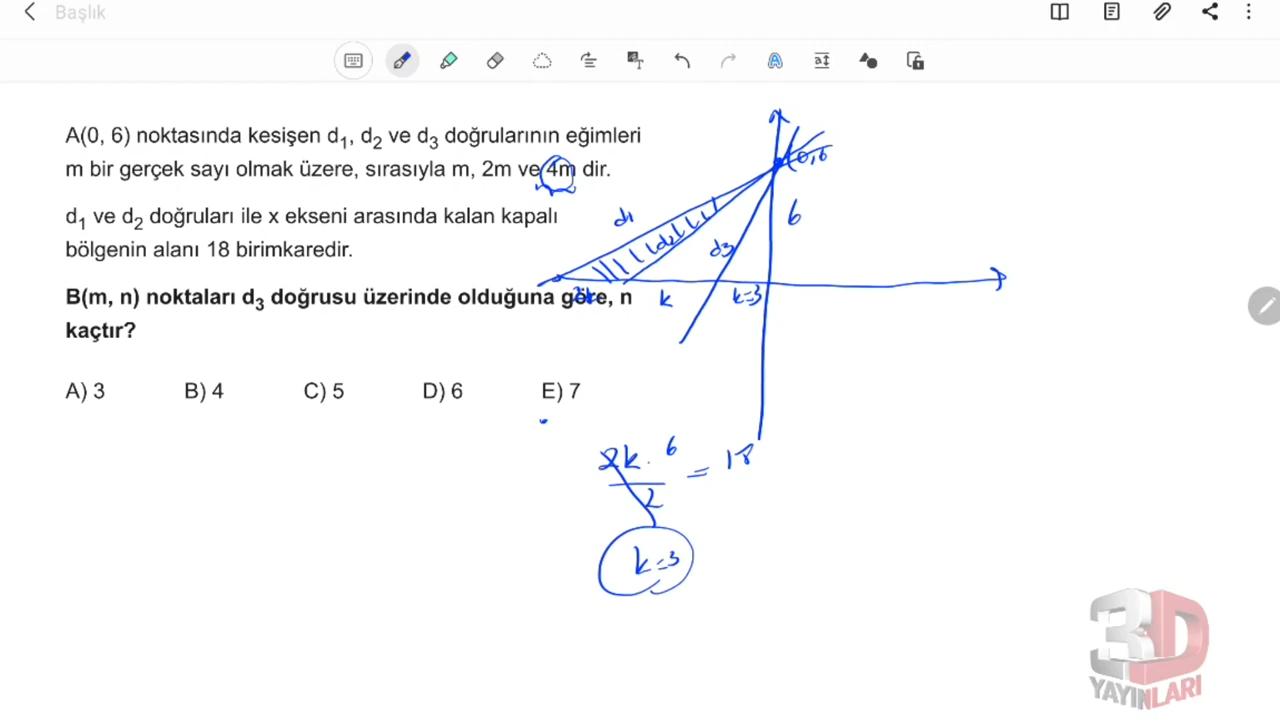 Başlık
A(0, 6) noktasında kesişen d₁, d₂ ve d₃ doğrularının eğimleri
m bir gerçek sayı olmak üzere, sırasıyla m, 2m ve 4m dir.
d₁ ve d₂ doğruları ile x ekseni arasında kalan kapalı
bölgenin alanı 18 birimkaredir.
B(m, n) noktaları d₃ doğrusu üzerinde olduğuna göre, n
kaçtır?
A) 3 B) 4 C) 5 D) 6 E) 7
(0,6
d1
6
d2
d3
2k k k=3
2k . 6 = 18
2
k=3
3D
YAYINLARI